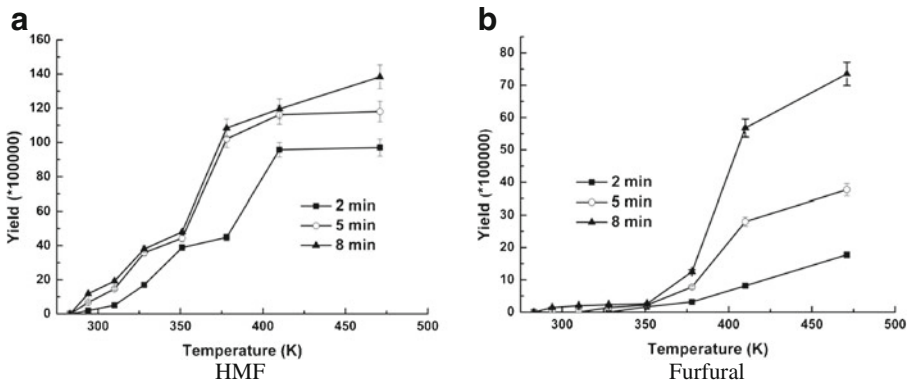 a
160
140
120
100
80
60
40
20
0
Yield (*100000)
2 min
5 min
8 min
300
350
400
450
500
Temperature (K)
HMF
b
80
70
60
50
40
30
20
10
0
Yield (*100000)
2 min
5 min
8 min
300
350
400
450
500
Temperature (K)
Furfural